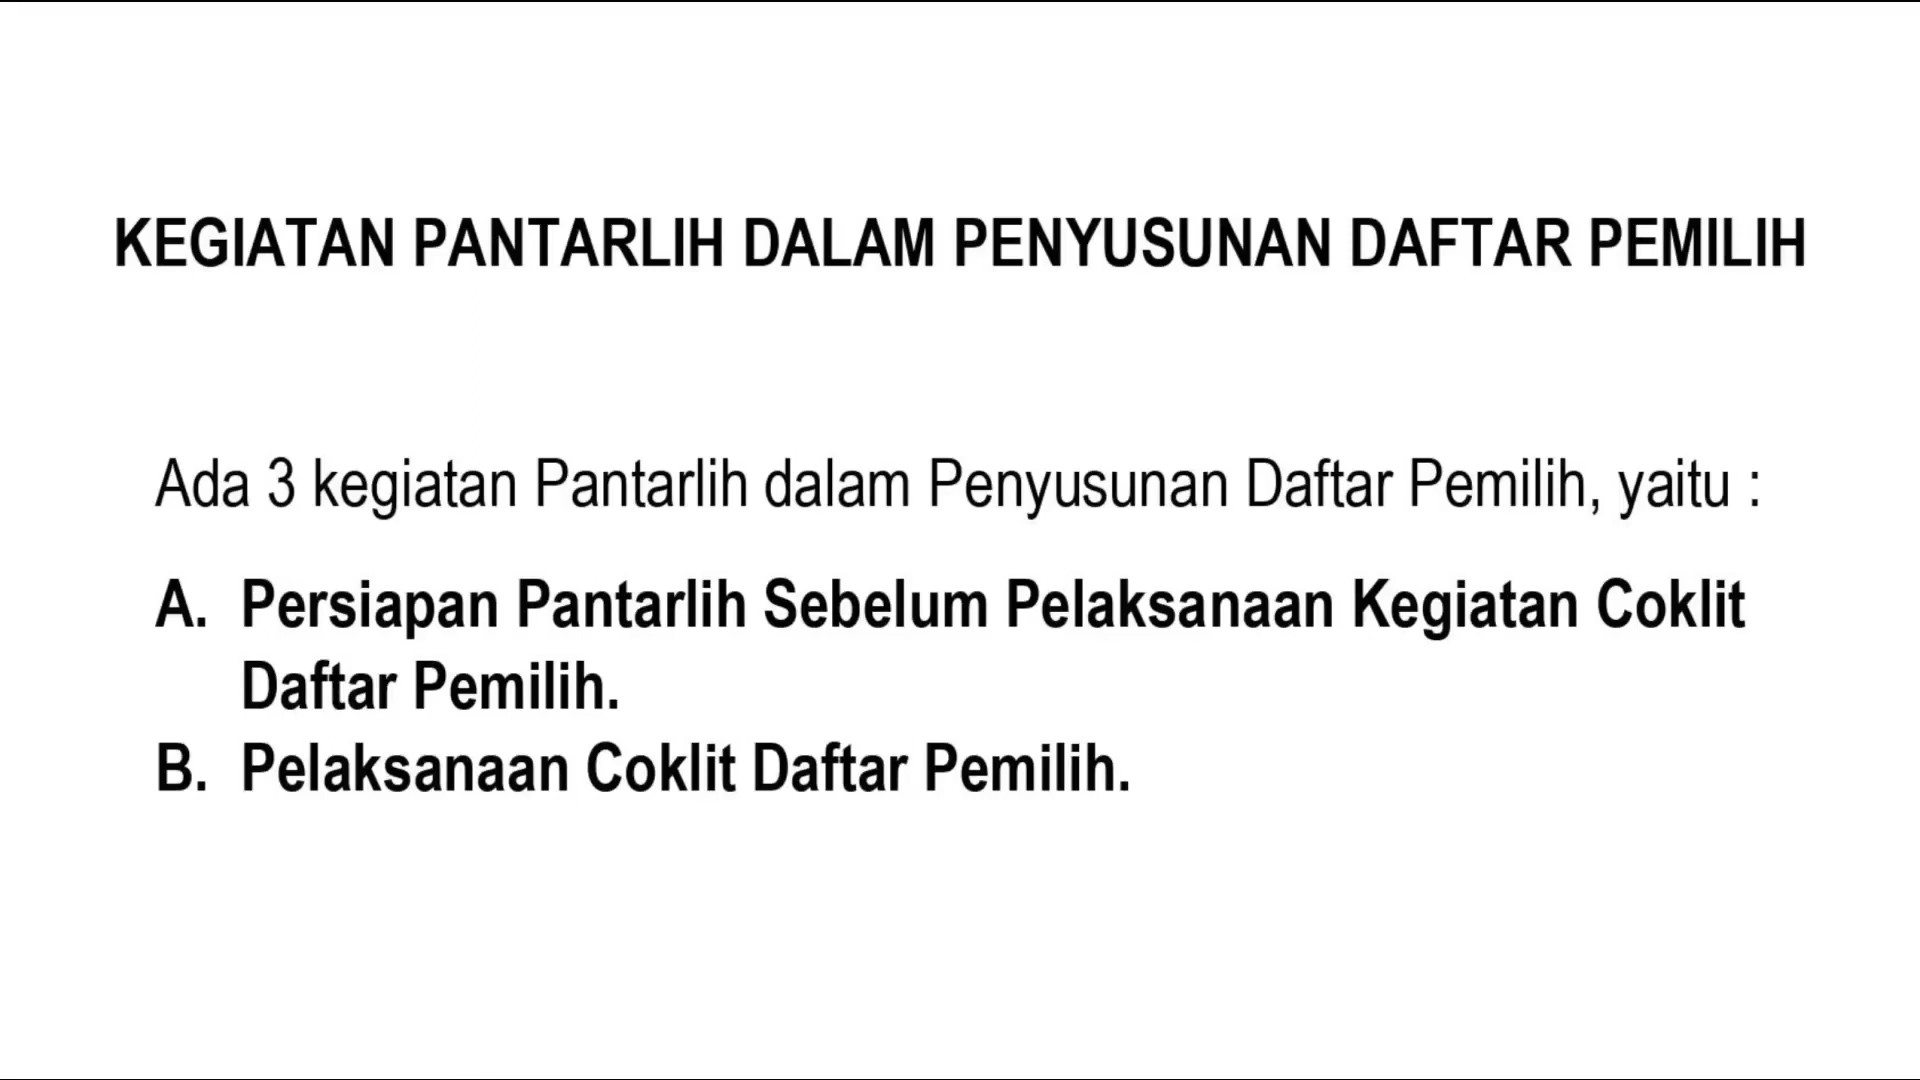 KEGIATAN PANTARLIH DALAM PENYUSUNAN DAFTAR PEMILIH
Ada 3 kegiatan Pantarlih dalam Penyusunan Daftar Pemilih, yaitu :
A. Persiapan Pantarlih Sebelum Pelaksanaan Kegiatan Coklit
Daftar Pemilih.
B. Pelaksanaan Coklit Daftar Pemilih.